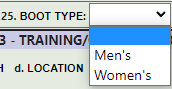 25. BOOT TYPE:
3 - TRAINING/
Men's
H d. LOCATION
Women's